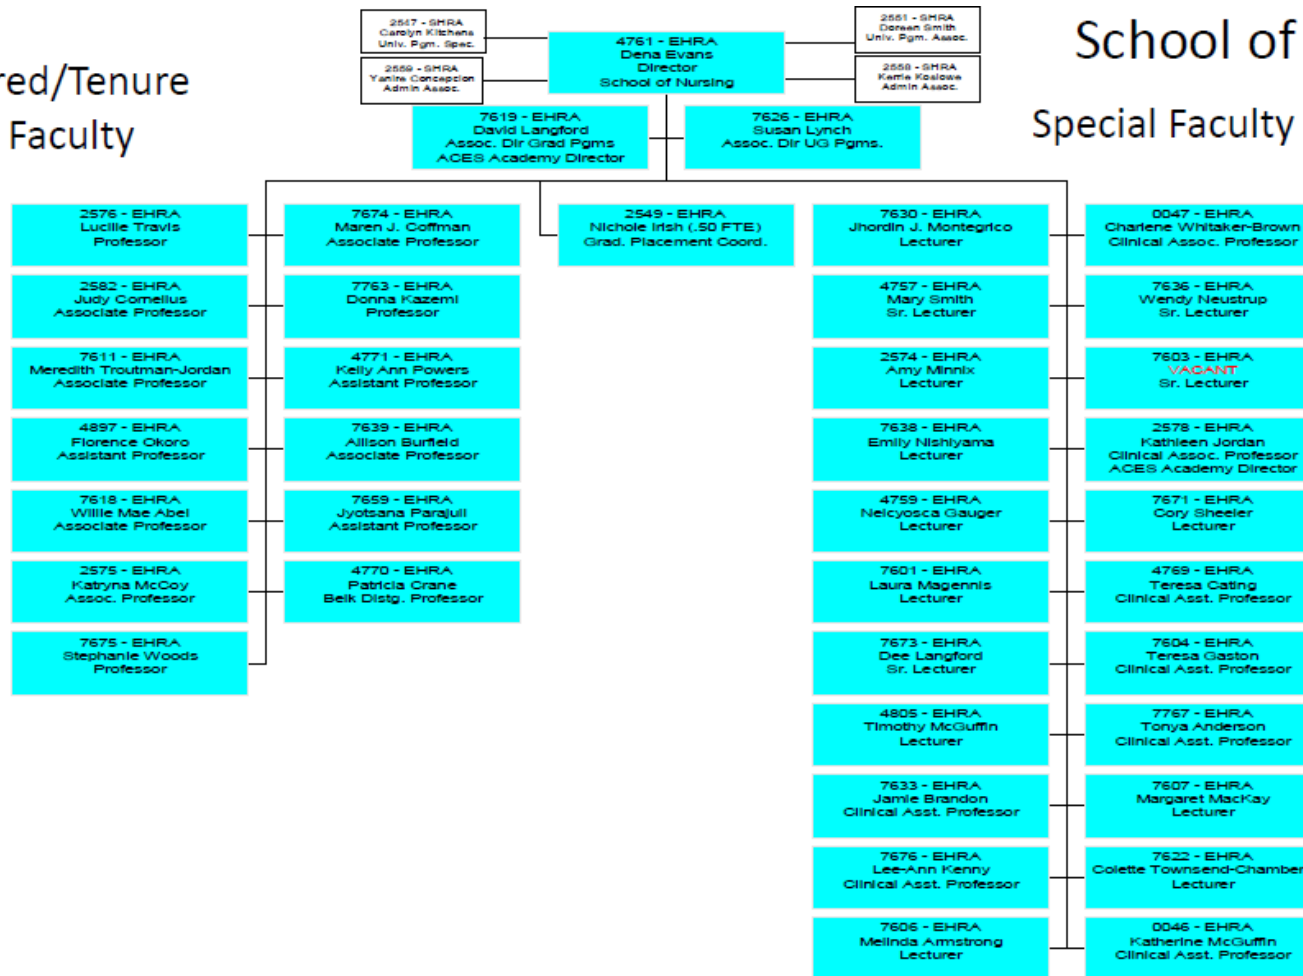 2547 - SHRA
Carolyn Kitchens
Univ. Pgm. Spec.
2559 - SHRA
Yanira Concepcion
Admin Assoc.
4761 - EHRA
Dena Evans
Director
School of Nursing
2551 - SHRA
Doreen Smith
Univ. Pgm. Assoc.
2558 - SHRA
Kerrie Koslowe
Admin Assoc.
School of
red/Tenure
Faculty
Special Faculty
7619 - EHRA
David Langford
Assoc. Dir Grad Pgms
ACES Academy Director
7626 - EHRA
Susan Lynch
Assoc. Dir UG Pgms.
2576 - EHRA
Lucille Travis
Professor
2582 - EHRA
Judy Cornelius
Associate Professor
7611 - EHRA
Meredith Troutman-Jordan
Associate Professor
4897 - EHRA
Florence Okoro
Assistant Professor
7618 - EHRA
Willie Mae Abel
Associate Professor
2575 - EHRA
Katryna McCoy
Assoc. Professor
7675 - EHRA
Stephanie Woods
Professor
7674 - EHRA
Maren J. Coffman
Associate Professor
7763 - EHRA
Donna Kazemi
Professor
4771 - EHRA
Kelly Ann Powers
Assistant Professor
7639 - EHRA
Allison Burfield
Associate Professor
7659 - EHRA
Jyotsana Parajuli
Assistant Professor
4770 - EHRA
Patricia Crane
Belk Distg. Professor
2549 - EHRA
Nichole Irish (.50 FTE)
Grad. Placement Coord.
7630 - EHRA
Jhordin J. Montegrico
Lecturer
4757 - EHRA
Mary Smith
Sr. Lecturer
2574 - EHRA
Amy Minnix
Lecturer
7638 - EHRA
Emily Nishiyama
Lecturer
4759 - EHRA
Nelcyosca Gauger
Lecturer
7601 - EHRA
Laura Magennis
Lecturer
7673 - EHRA
Dee Langford
Sr. Lecturer
4805 - EHRA
Timothy McGuffin
Lecturer
7633 - EHRA
Jamie Brandon
Clinical Asst. Professor
7676 - EHRA
Lee-Ann Kenny
Clinical Asst. Professor
7606 - EHRA
Melinda Armstrong
Lecturer
0047 - EHRA
Charlene Whitaker-Brown
Clinical Assoc. Professor
7636 - EHRA
Wendy Neustrup
Sr. Lecturer
7603 - EHRA
VACANT
Sr. Lecturer
2578 - EHRA
Kathleen Jordan
Clinical Assoc. Professor
ACES Academy Director
7671 - EHRA
Cory Sheeler
Lecturer
4769 - EHRA
Teresa Cating
Clinical Asst. Professor
7604 - EHRA
Teresa Gaston
Clinical Asst. Professor
7767 - EHRA
Tonya Anderson
Clinical Asst. Professor
7607 - EHRA
Margaret MacKay
Lecturer
7622 - EHRA
Colette Townsend-Chamber
Lecturer
0046 - EHRA
Katherine McGuffin
Clinical Asst. Professor